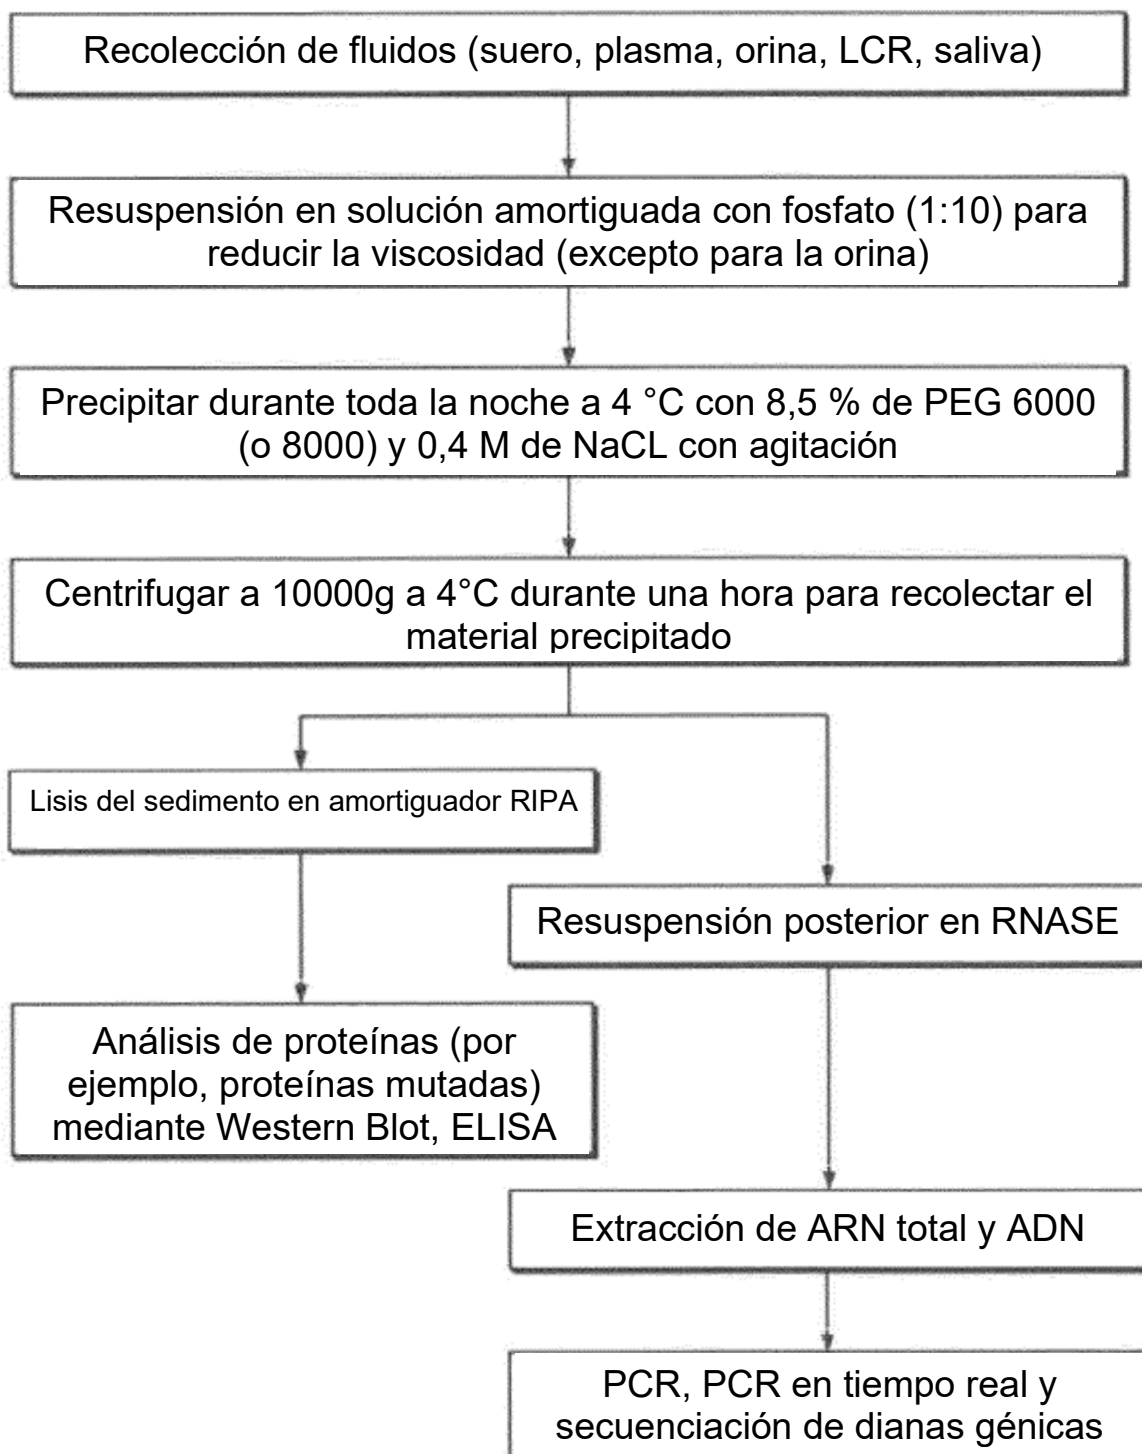 Recolección de fluidos (suero, plasma, orina, LCR, saliva)
Resuspensión en solución amortiguada con fosfato (1:10) para
reducir la viscosidad (excepto para la orina)
Precipitar durante toda la noche a 4 °C con 8,5 % de PEG 6000
(o 8000) y 0,4 M de NaCL con agitación
Centrifugar a 10000g a 4°C durante una hora para recolectar el
material precipitado
Lisis del sedimento en amortiguador RIPA
Resuspensión posterior en RNASE
Análisis de proteínas (por
ejemplo, proteínas mutadas)
mediante Western Blot, ELISA
Extracción de ARN total y ADN
PCR, PCR en tiempo real y
secuenciación de dianas génicas